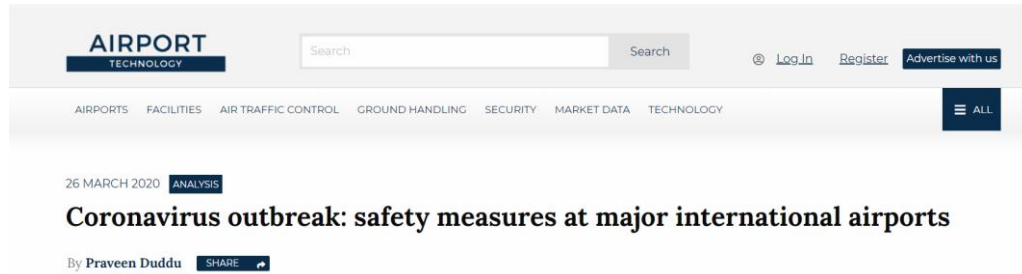 AIRPORT
TECHNOLOGY
Search
Search
Log In
Register
Advertise with us
AIRPORTS FACILITIES AIR TRAFFIC CONTROL GROUND HANDLING SECURITY MARKET DATA TECHNOLOGY
ALL
26 MARCH 2020 ANALYSIS
Coronavirus outbreak: safety measures at major international airports
By Praveen Duddu SHARE